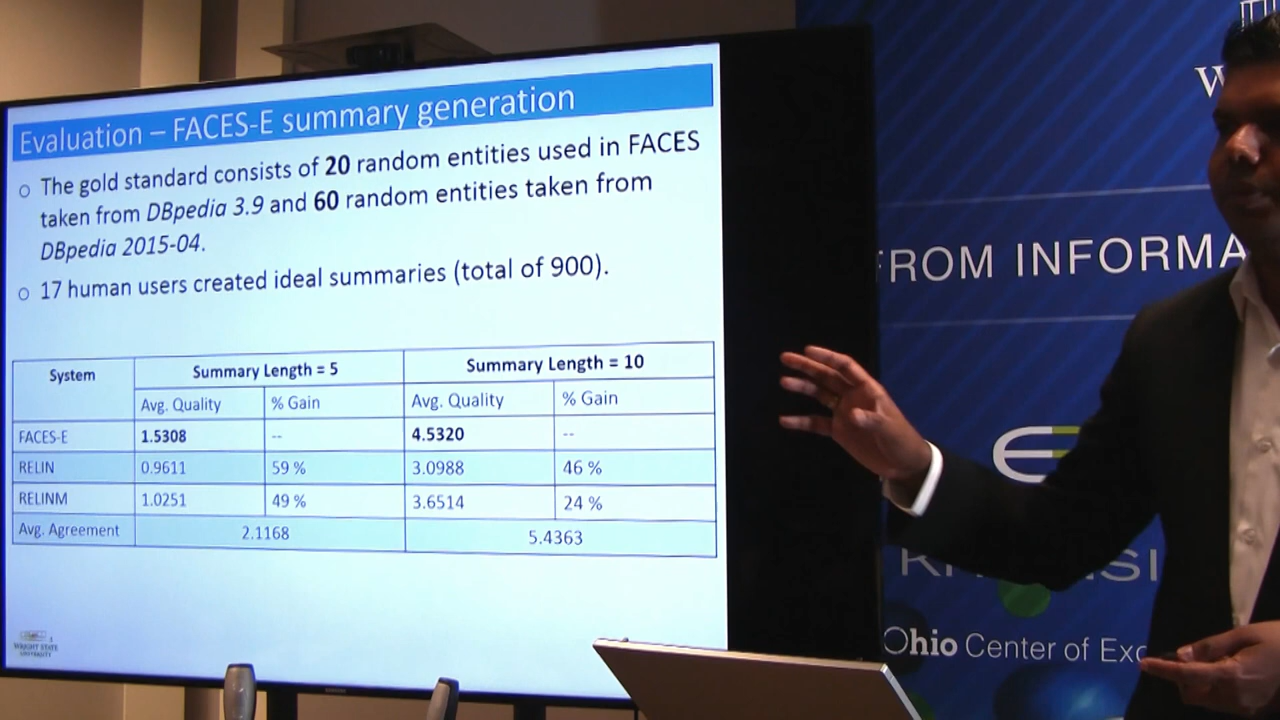 Evaluation – FACES-E summary generation
o The gold standard consists of 20 random entities used in FACES
taken from DBpedia 3.9 and 60 random entities taken from
DBpedia 2015-04.
o 17 human users created ideal summaries (total of 900).
System Summary Length = 5 Summary Length = 10
Avg. Quality % Gain Avg. Quality % Gain
FACES-E 1.5308 -- 4.5320 --
RELIN 0.9611 59 % 3.0988 46 %
RELINM 1.0251 49 % 3.6514 24 %
Avg. Agreement 2.1168 5.4363
WRIGHT STATE
UNIVERSITY
W
FROM INFORMA
Ohio Center of Exc